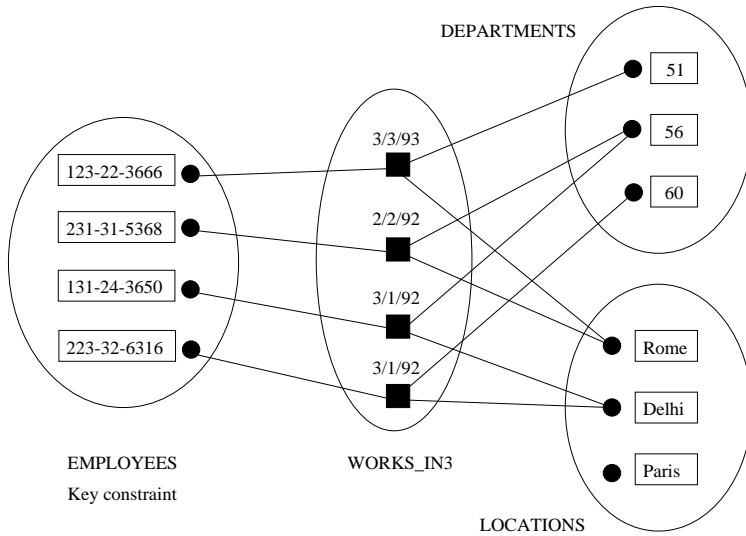 DEPARTMENTS
51
56
60
3/3/93
2/2/92
3/1/92
3/1/92
123-22-3666
231-31-5368
131-24-3650
223-32-6316
Rome
Delhi
Paris
EMPLOYEES
Key constraint
WORKS_IN3
LOCATIONS